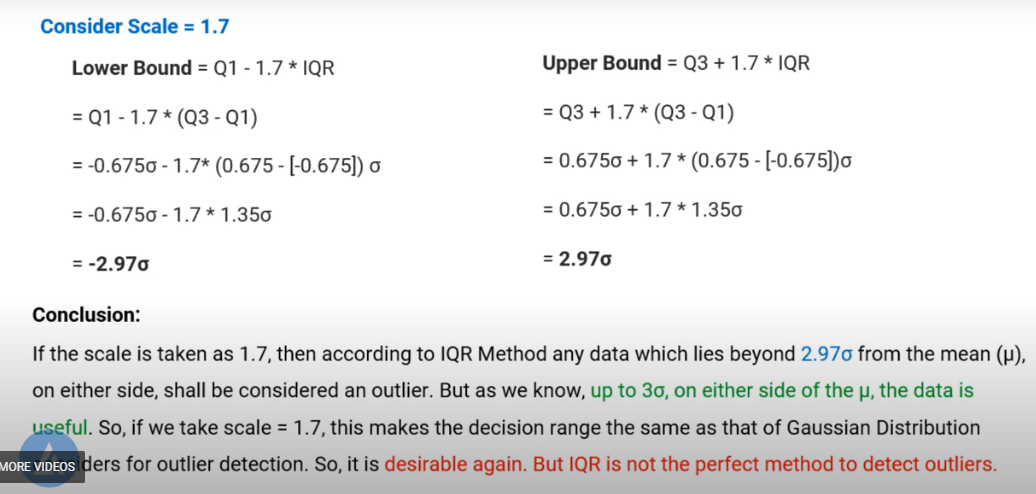 Consider Scale = 1.7
Lower Bound = Q1 - 1.7 * IQR
= Q1 - 1.7 * (Q3 - Q1)
= -0.675σ - 1.7* (0.675 - [-0.675]) σ
= -0.675σ - 1.7 * 1.35σ
= -2.97σ
Upper Bound = Q3 + 1.7 * IQR
= Q3 + 1.7 * (Q3 - Q1)
= 0.675σ + 1.7 * (0.675 - [-0.675])σ
= 0.675σ + 1.7 * 1.35σ
= 2.97σ
Conclusion:
If the scale is taken as 1.7, then according to IQR Method any data which lies beyond 2.97σ from the mean (μ),
on either side, shall be considered an outlier. But as we know, up to 3σ, on either side of the μ, the data is
useful. So, if we take scale = 1.7, this makes the decision range the same as that of Gaussian Distribution
MORE VIDEOS
for outlier detection. So, it is desirable again. But IQR is not the perfect method to detect outliers.